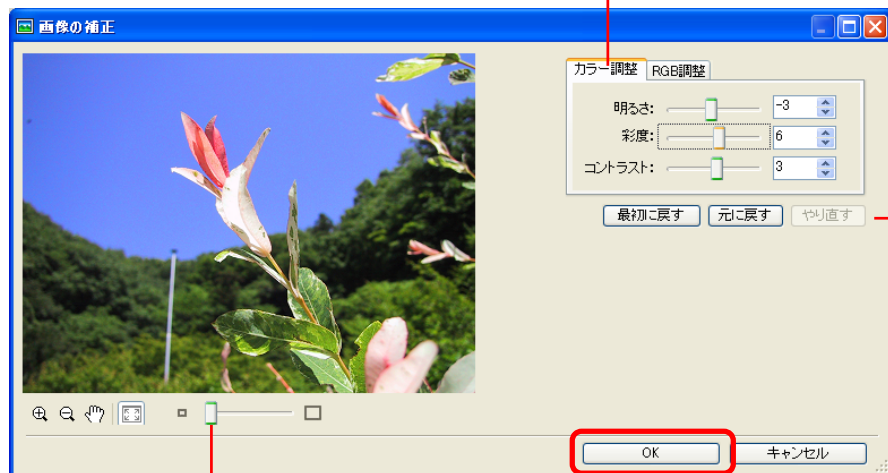 画像の補正
カラー調整 RGB調整
明るさ: -3
彩度: 6
コントラスト: 3
最初に戻す 元に戻す やり直す
OK キャンセル